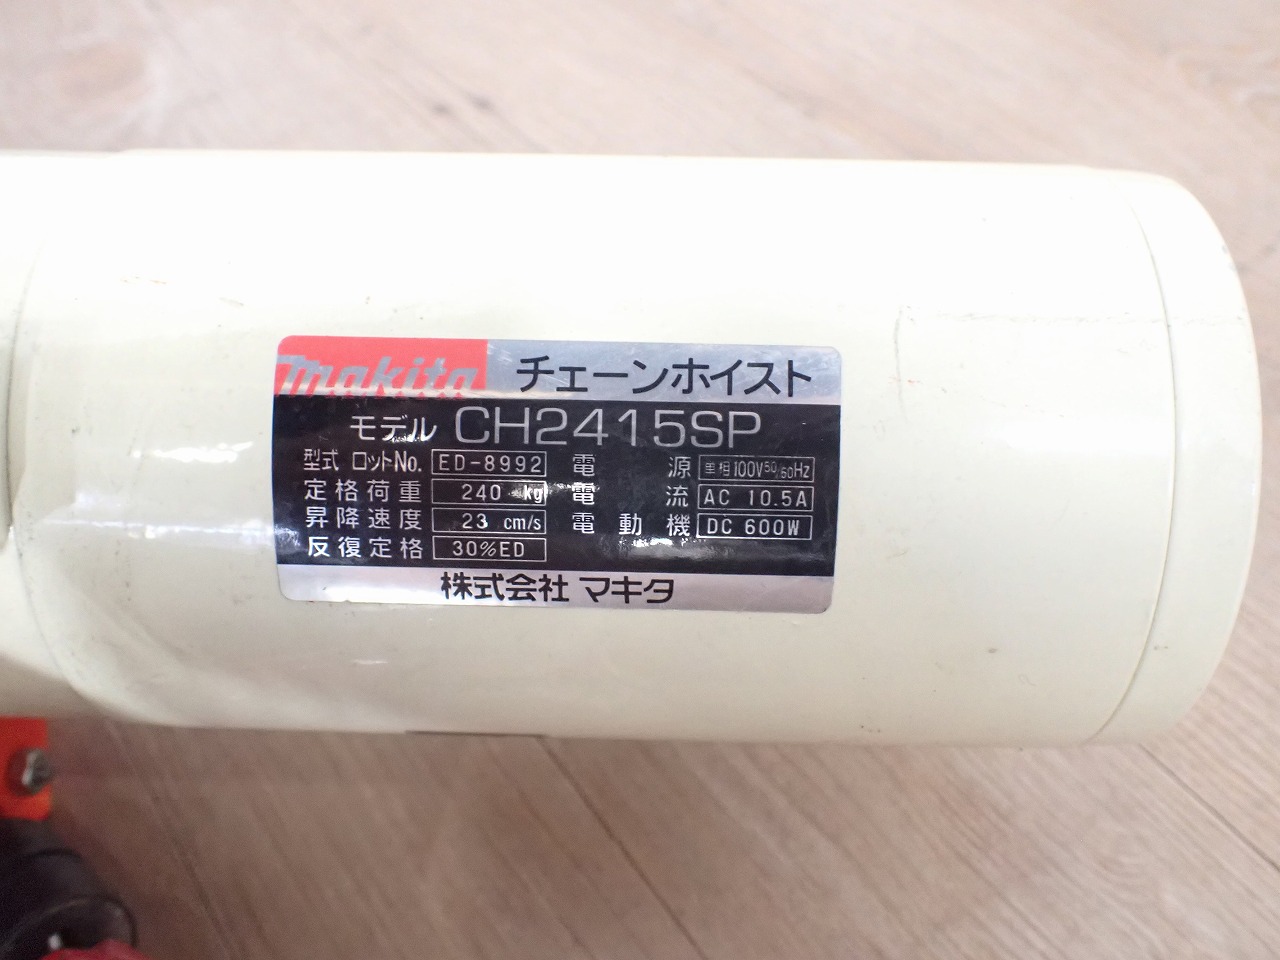 makita チェーンホイスト
モデル CH2415SP
型式 ロットNo. ED-8992 電源 単相100V50/60Hz
定格荷重 240 kg 電流 AC 10.5A
昇降速度 23 cm/s 電動機 DC 600W
反復定格 30%ED
株式会社 マキタ